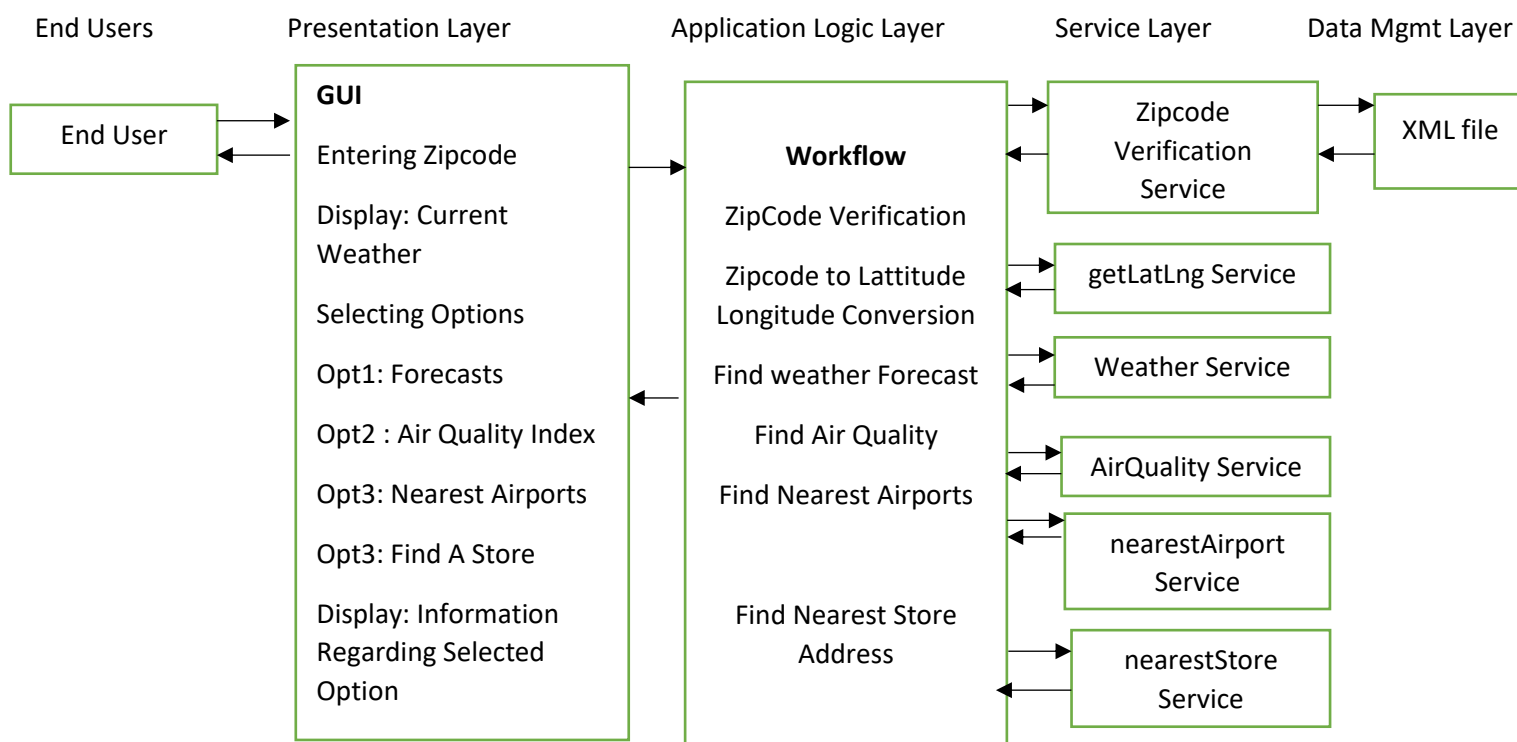 End Users
Presentation Layer
Application Logic Layer
Service Layer
Data Mgmt Layer
End User
GUI
Entering Zipcode
Display: Current
Weather
Selecting Options
Opt1: Forecasts
Opt2 : Air Quality Index
Opt3: Nearest Airports
Opt3: Find A Store
Display: Information
Regarding Selected
Option
Workflow
ZipCode Verification
Zipcode to Lattitude
Longitude Conversion
Find weather Forecast
Find Air Quality
Find Nearest Airports
Find Nearest Store
Address
Zipcode
Verification
Service
getLatLng Service
Weather Service
AirQuality Service
nearestAirport
Service
nearestStore
Service
XML file